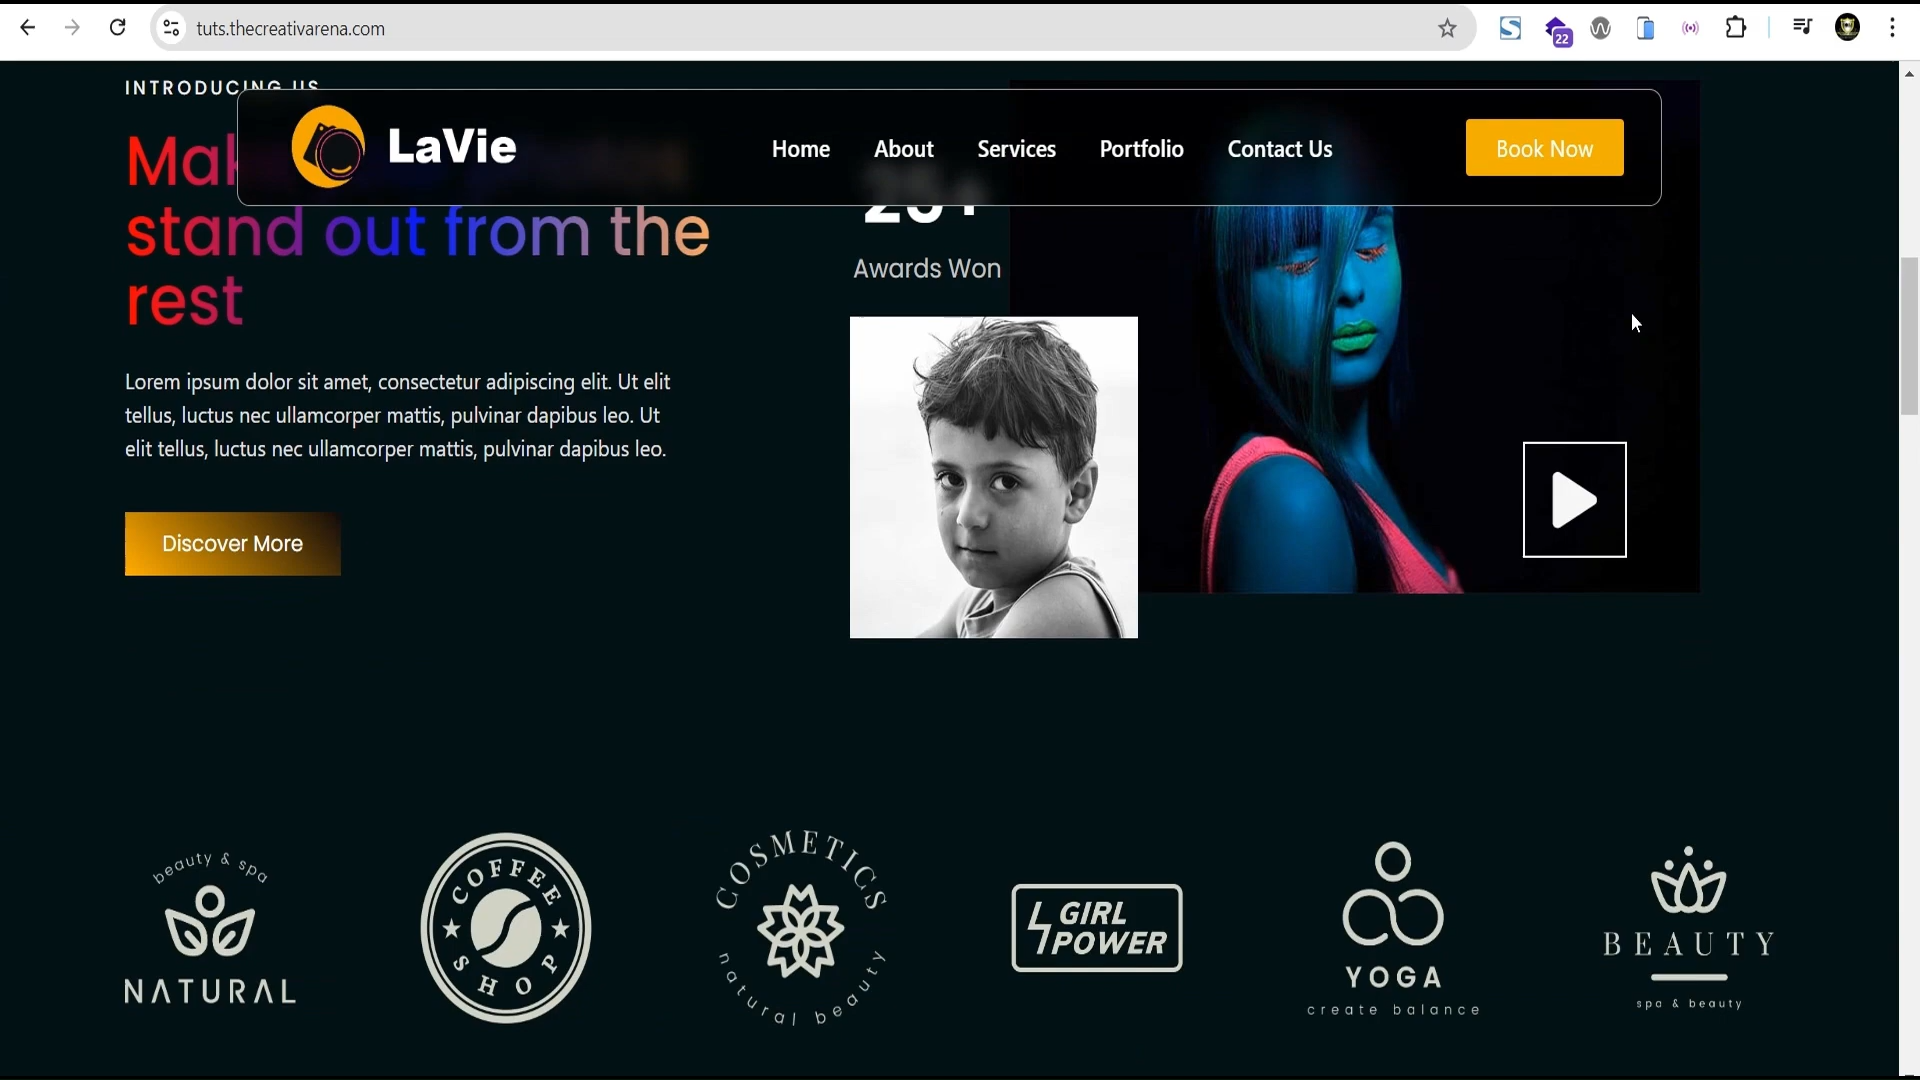 tuts.thecreativarena.com
22
INTRODUCING US
LaVie
Home
About
Services
Portfolio
Contact Us
Book Now
stand out from the
rest
25+
Awards Won
Lorem ipsum dolor sit amet, consectetur adipiscing elit. Ut elit
tellus, luctus nec ullamcorper mattis, pulvinar dapibus leo. Ut
elit tellus, luctus nec ullamcorper mattis, pulvinar dapibus leo.
Discover More
beauty & spa
NATURAL
COFFEE
SHOP
COSMETICS
natural beauty
GIRL
POWER
YOGA
create balance
BEAUTY
spa & beauty